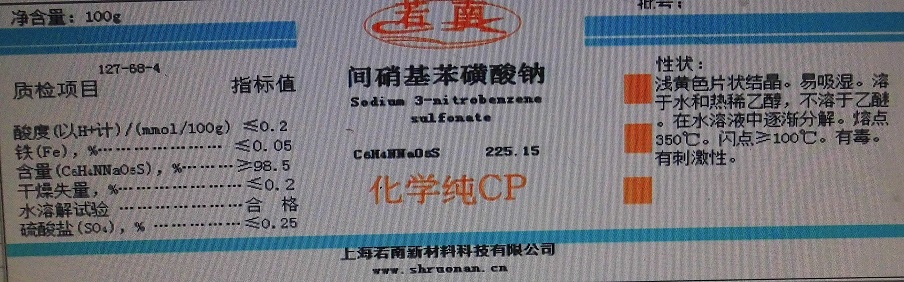 净含量：100g
若南
批号：
127-68-4
质检项目 指标值
酸度(以H+计)/(mmol/100g) ≤0.2
铁(Fe)，%………………… ≤0.05
含量(C6H4NNaO5S)，%………≥98.5
干燥失量，%………………≤0.2
水溶解试验 ………………合 格
硫酸盐(SO4)，% ……………≤0.25
间硝基苯磺酸钠
Sodium 3-nitrobenzene
sulfonate
C6H4NNaO5S 225.15
化学纯CP
性状：
浅黄色片状结晶。易吸湿。溶
于水和热稀乙醇，不溶于乙醚
。在水溶液中逐渐分解。熔点
350℃。闪点≥100℃。有毒。
有刺激性。
上海若南新材料科技有限公司
www.shruonan.cn